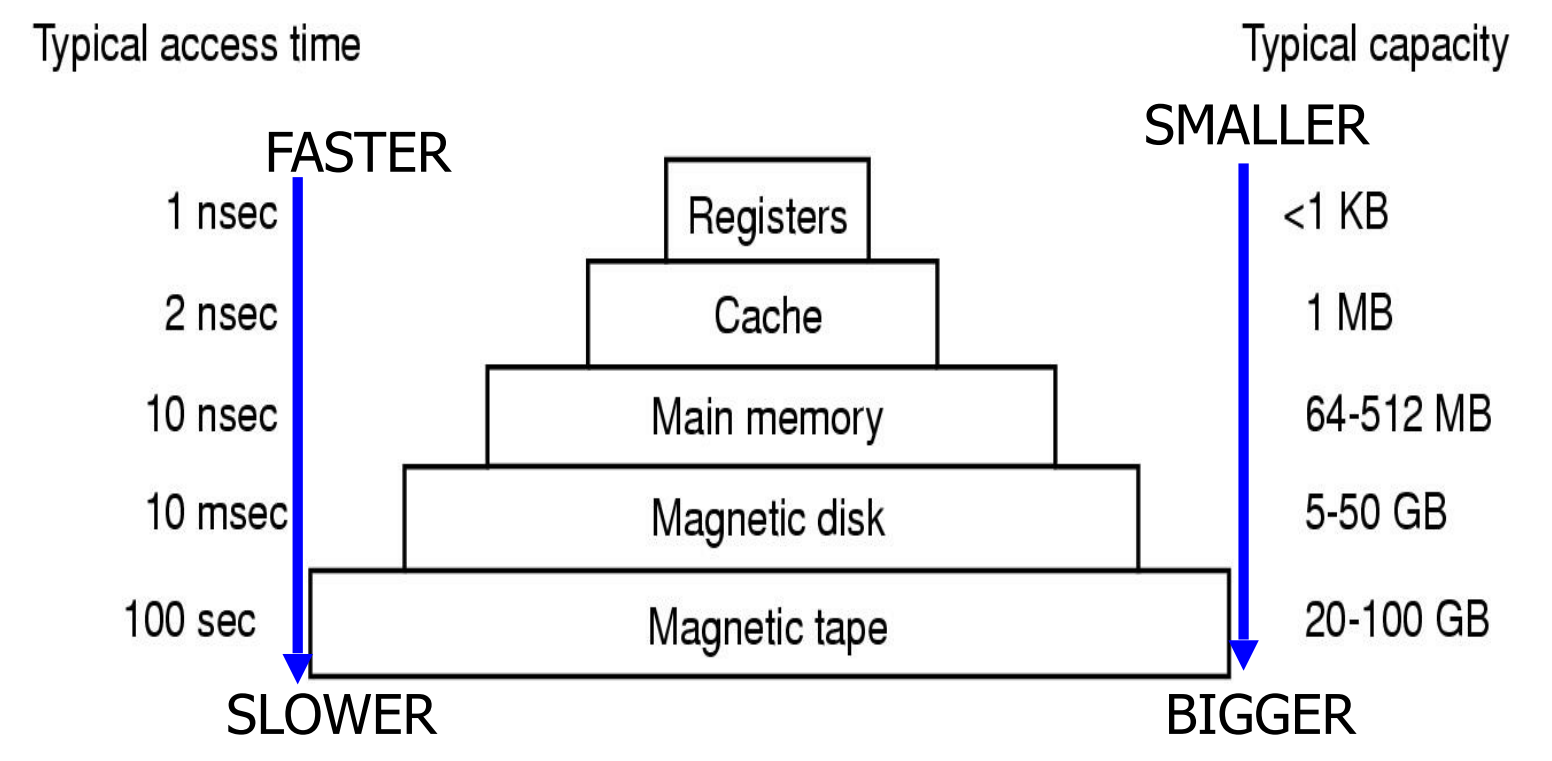 Typical access time
Typical capacity
FASTER
SMALLER
1 nsec
Registers
<1 KB
2 nsec
Cache
1 MB
10 nsec
Main memory
64-512 MB
10 msec
Magnetic disk
5-50 GB
100 sec
Magnetic tape
20-100 GB
SLOWER
BIGGER